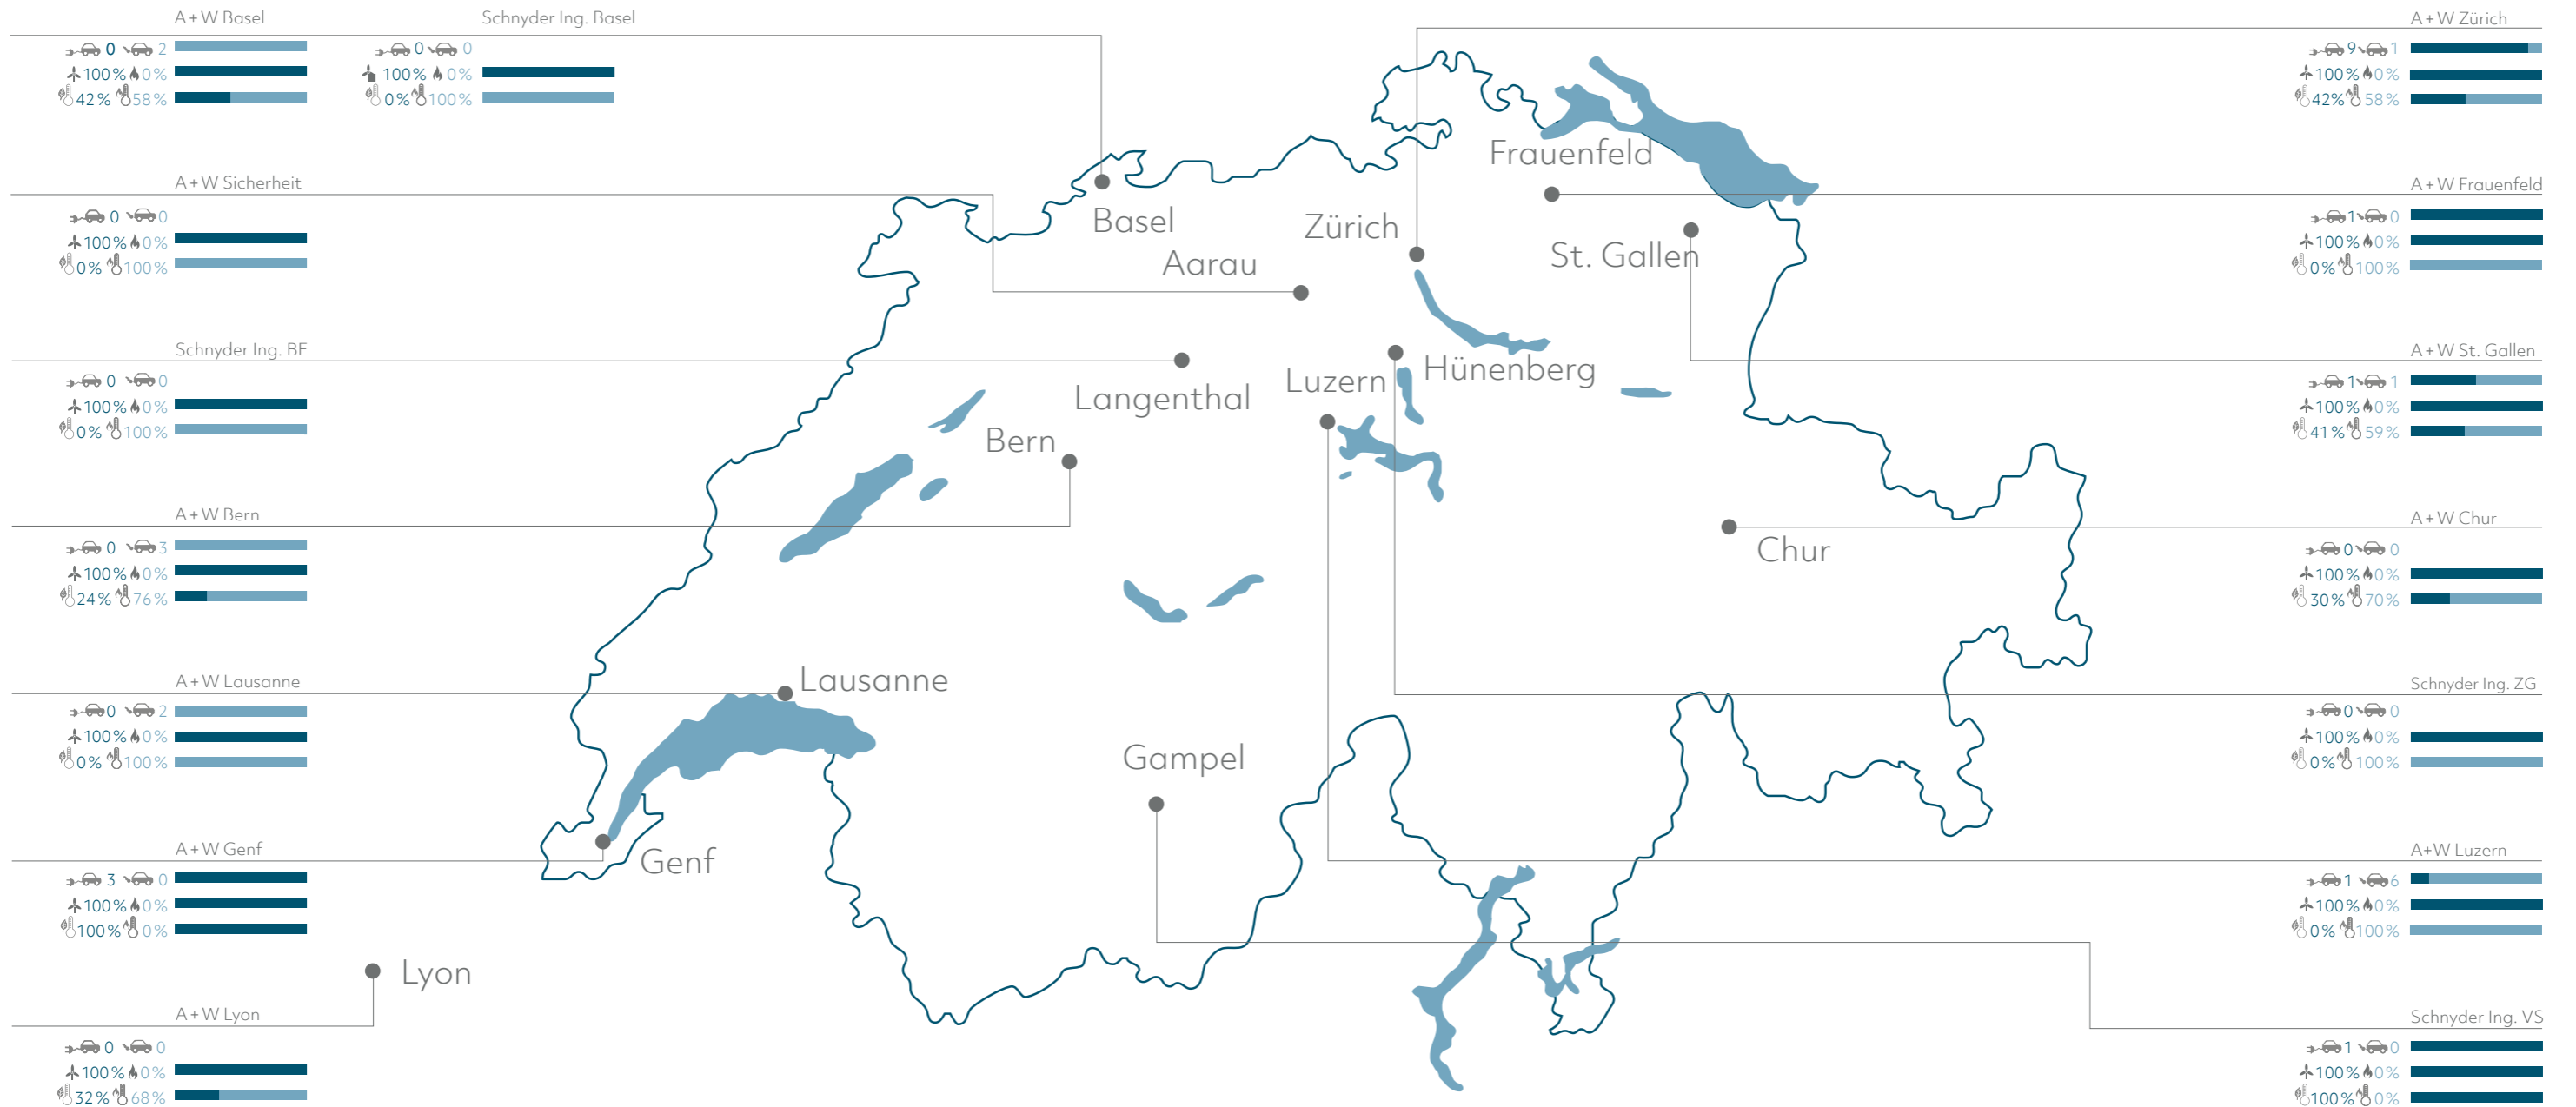 A+W Basel
0 2
100% 0%
42% 58%
Schnyder Ing. Basel
0 0
100% 0%
0% 100%
A+W Sicherheit
0 0
100% 0%
0% 100%
Schnyder Ing. BE
0 0
100% 0%
0% 100%
A+W Bern
0 3
100% 0%
24% 76%
A+W Lausanne
0 2
100% 0%
0% 100%
A+W Genf
3 0
100% 0%
100% 0%
A+W Lyon
0 0
100% 0%
32% 68%
Frauenfeld
Basel
Zürich
Aarau
St. Gallen
Hünenberg
Luzern
Langenthal
Bern
Chur
Lausanne
Gampel
Genf
Lyon
A+W Zürich
9 1
100% 0%
42% 58%
A+W Frauenfeld
1 0
100% 0%
0% 100%
A+W St. Gallen
1 1
100% 0%
41% 59%
A+W Chur
0 0
100% 0%
30% 70%
Schnyder Ing. ZG
0 0
100% 0%
0% 100%
A+W Luzern
1 6
100% 0%
0% 100%
Schnyder Ing. VS
1 0
100% 0%
100% 0%